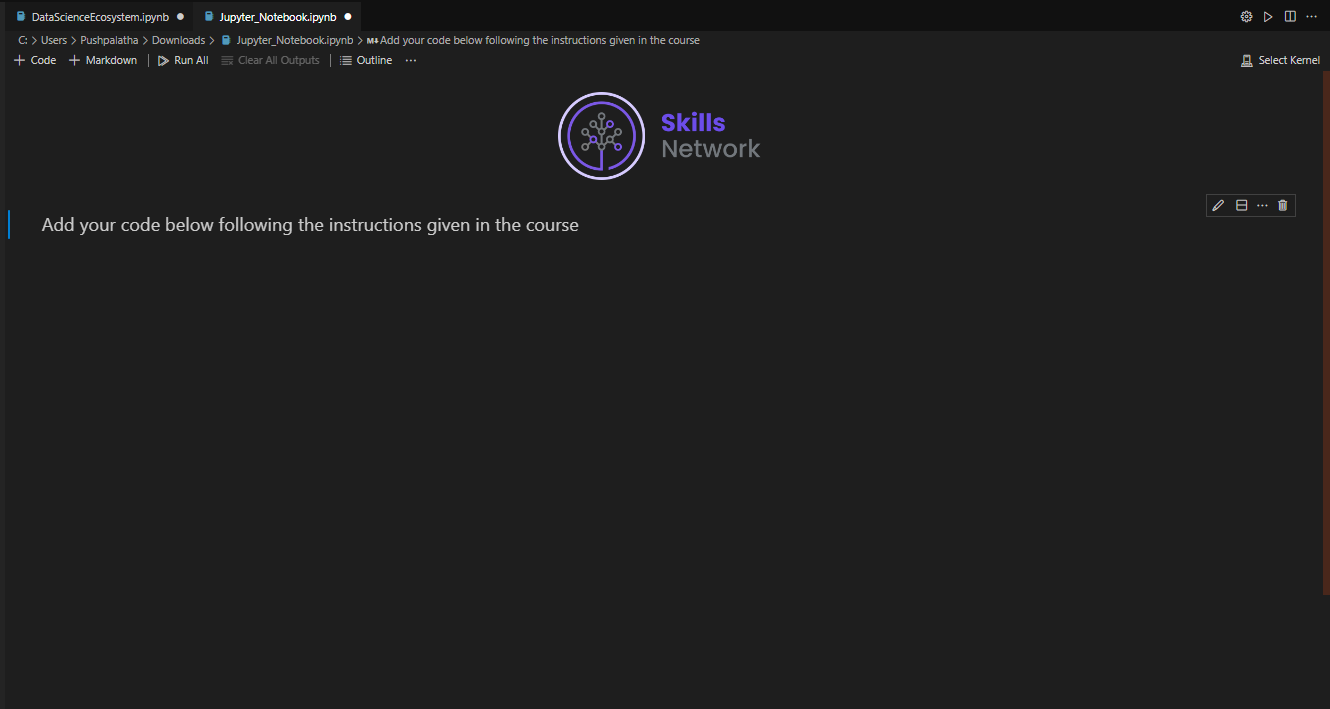 DataScienceEcosystem.ipynb Jupyter_Notebook.ipynb
C: > Users > Pushpalatha > Downloads > Jupyter_Notebook.ipynb > M↓Add your code below following the instructions given in the course
+ Code + Markdown | Run All Clear All Outputs | Outline ... Select Kernel
Skills
Network
Add your code below following the instructions given in the course